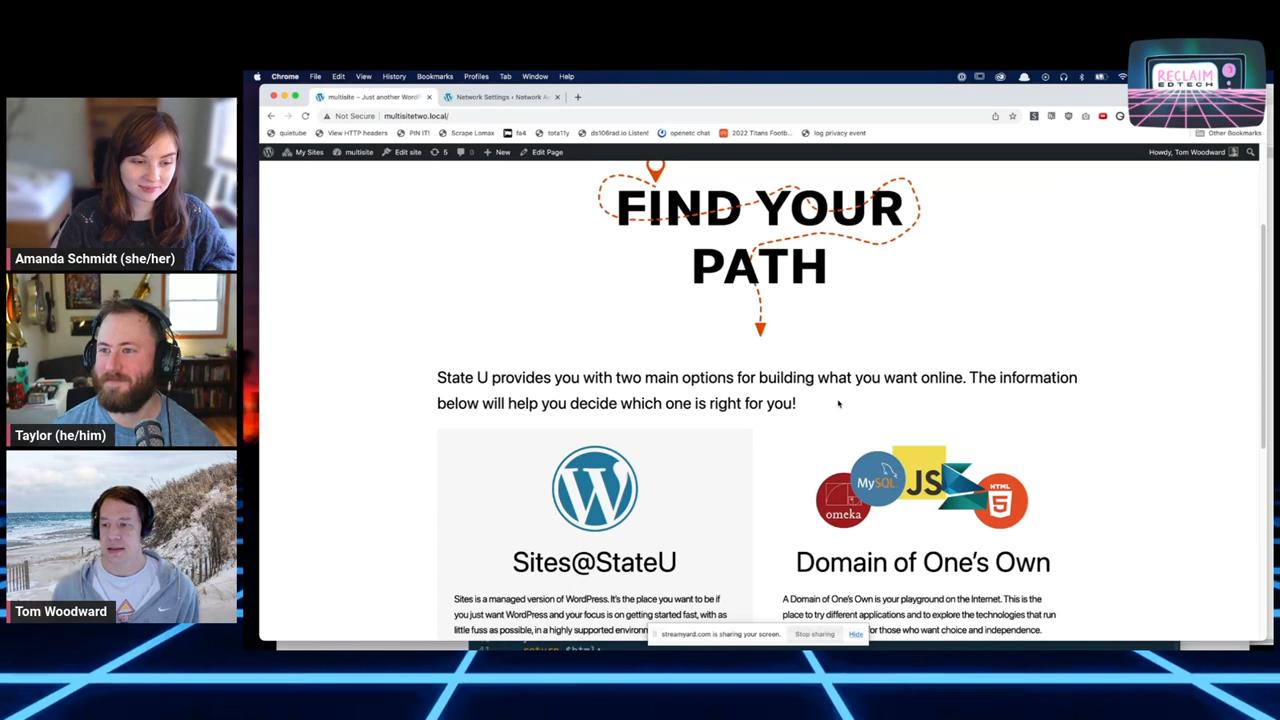 Amanda Schmidt (she/her)
Taylor (he/him)
Tom Woodward
RECLAIM
EDTECH
Chrome File Edit View History Bookmarks Profiles Tab Window Help
multisite – Just another Word
Network Settings ‹ Network A
Not Secure multisitetwo.local/
quietube View HTTP headers PIN IT! Scrape Lomax fa4 tota11y ds106rad.io Listen! openetc chat 2022 Titans Footb... log privacy event
Other Bookmarks
My Sites multisite Edit site 5 0 New Edit Page
Howdy, Tom Woodward
FIND YOUR
PATH
State U provides you with two main options for building what you want online. The information
below will help you decide which one is right for you!
W
omeka
MySQL
JS
HTML
5
Sites@StateU
Sites is a managed version of WordPress. It's the place you want to be if
you just want WordPress and your focus is on getting started fast, with as
little fuss as possible, in a highly supported environm
Domain of One's Own
A Domain of One's Own is your playground on the Internet. This is the
place to try different applications and to explore the technologies that run
for those who want choice and independence.
streamyard.com is sharing your screen. Stop sharing Hide
41 return $html;